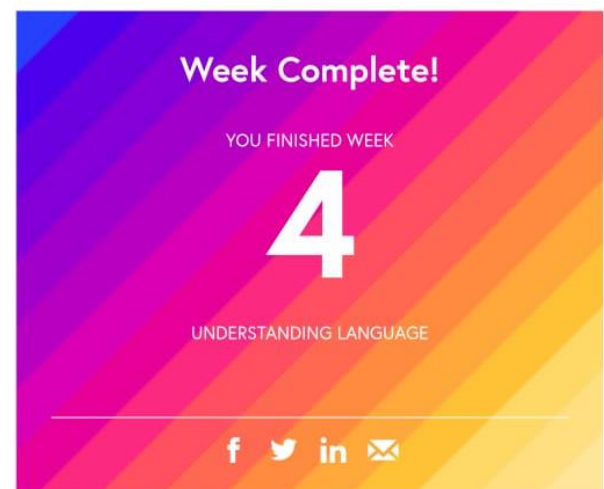 Week Complete!
YOU FINISHED WEEK
4
UNDERSTANDING LANGUAGE